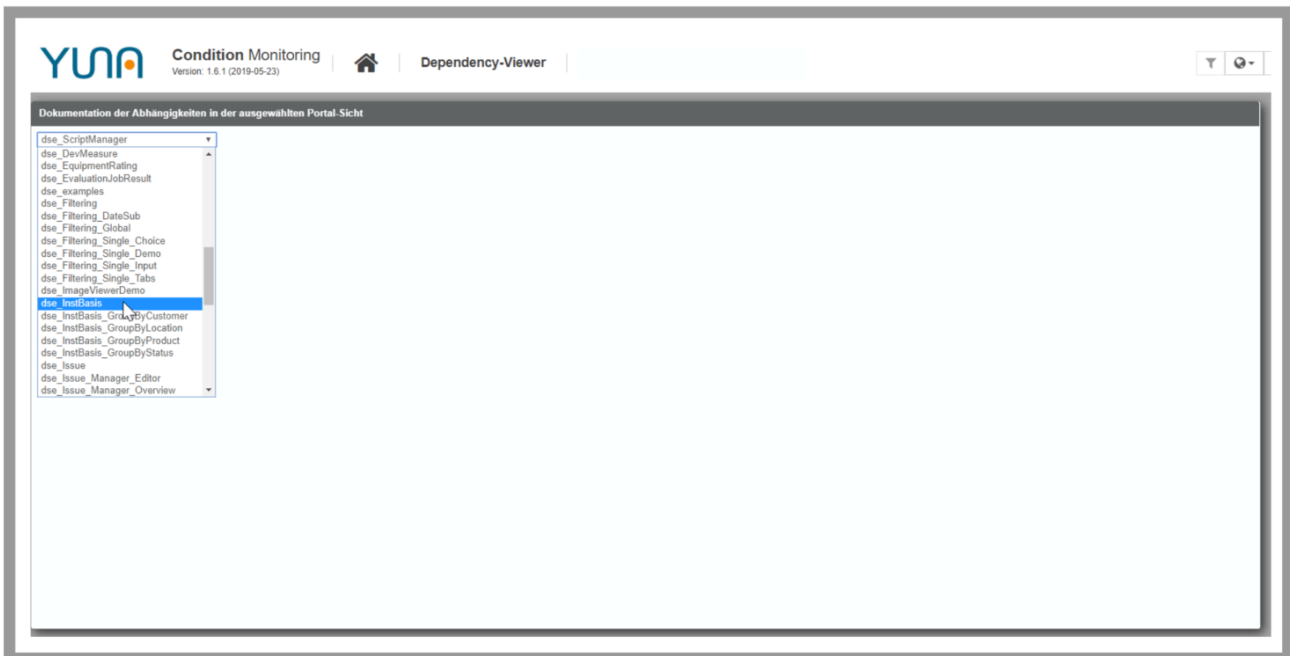 YUNA
Condition Monitoring
Version: 1.6.1 (2019-05-23)
Dependency-Viewer
Dokumentation der Abhängigkeiten in der ausgewählten Portal-Sicht
dse_ScriptManager
dse_DevMeasure
dse_EquipmentRating
dse_EvaluationJobResult
dse_examples
dse_Filtering
dse_Filtering_DateSub
dse_Filtering_Global
dse_Filtering_Single_Choice
dse_Filtering_Single_Demo
dse_Filtering_Single_Input
dse_Filtering_Single_Tabs
dse_ImageViewerDemo
dse_InstBasis
dse_InstBasis_GroupByCustomer
dse_InstBasis_GroupByLocation
dse_InstBasis_GroupByProduct
dse_InstBasis_GroupByStatus
dse_Issue
dse_Issue_Manager_Editor
dse_Issue_Manager_Overview